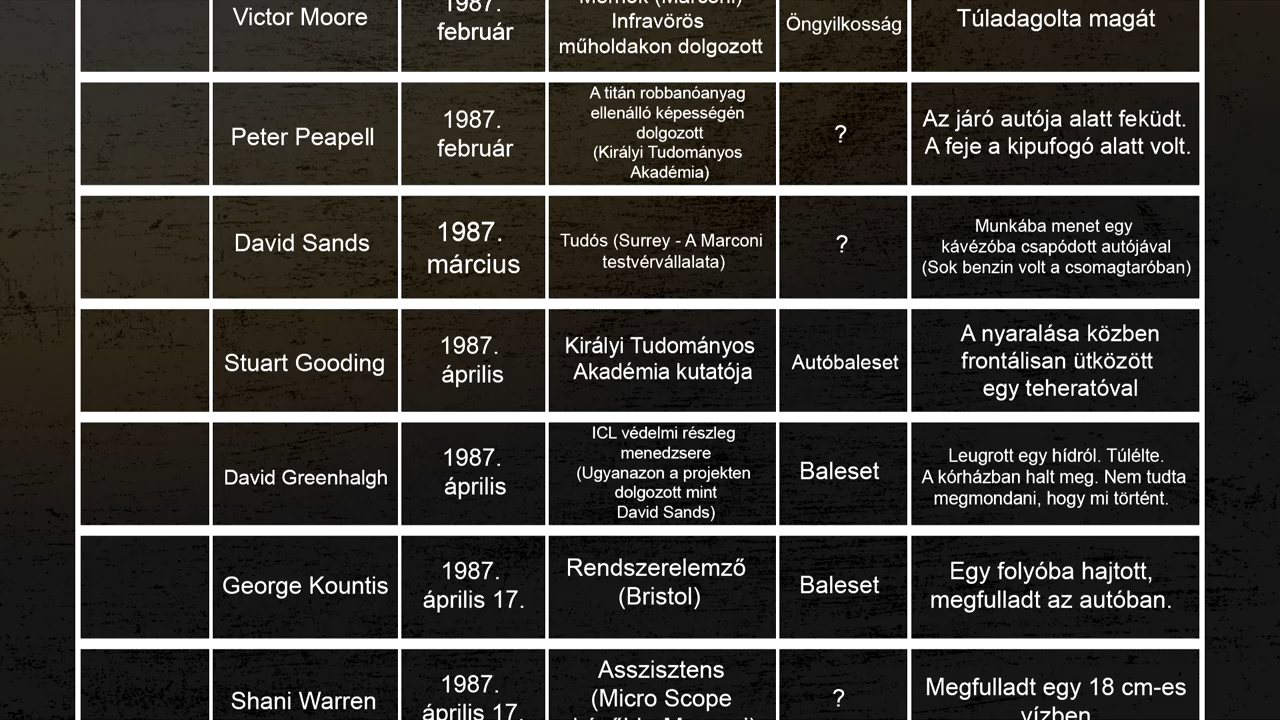 Victor Moore
1987.
február
Mérnök (Marconi)
Infravörös
műholdakon dolgozott
Öngyilkosság
Túladagolta magát
Peter Peapell
1987.
február
A titán robbanóanyag
ellenálló képességén
dolgozott
(Királyi Tudományos
Akadémia)
?
Az járó autója alatt feküdt.
A feje a kipufogó alatt volt.
David Sands
1987.
március
Tudós (Surrey - A Marconi
testvérvállalata)
?
Munkába menet egy
kávézóba csapódott autójával
(Sok benzin volt a csomagtaróban)
Stuart Gooding
1987.
április
Királyi Tudományos
Akadémia kutatója
Autóbaleset
A nyaralása közben
frontálisan ütközött
egy teheratóval
David Greenhalgh
1987.
április
ICL védelmi részleg
menedzsere
(Ugyanazon a projekten
dolgozott mint
David Sands)
Baleset
Leugrott egy hídról. Túlélte.
A kórházban halt meg. Nem tudta
megmondani, hogy mi történt.
George Kountis
1987.
április 17.
Rendszerelemző
(Bristol)
Baleset
Egy folyóba hajtott,
megfulladt az autóban.
Shani Warren
1987.
április 17.
Asszisztens
(Micro Scope
?
Megfulladt egy 18 cm-es
vízben